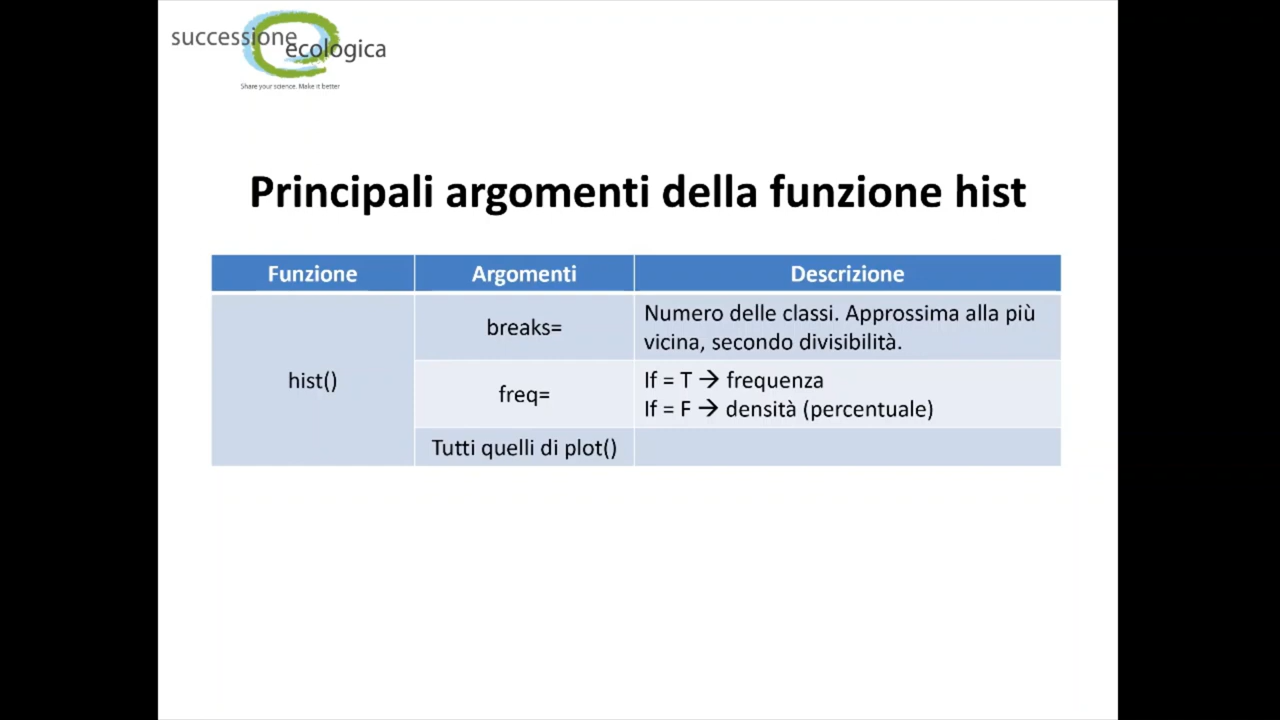 successione
ecologica
Share your science. Make it better
Principali argomenti della funzione hist
Funzione Argomenti Descrizione
hist()
breaks=
Numero delle classi. Approssima alla più
vicina, secondo divisibilità.
freq=
If = T → frequenza
If = F → densità (percentuale)
Tutti quelli di plot()